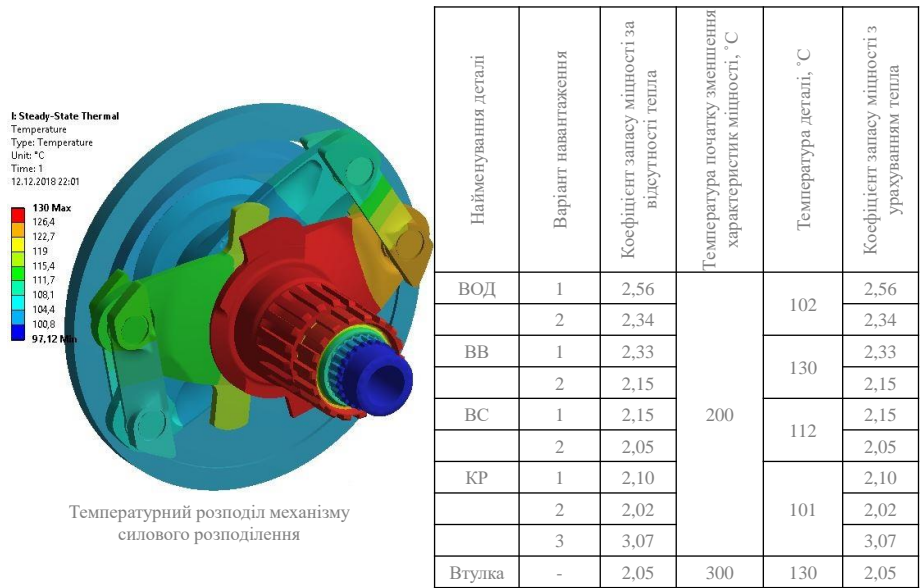 I: Steady-State Thermal
Temperature
Type: Temperature
Unit: °C
Time: 1
12.12.2018 22:01
130 Max
126,4
122,7
119
115,4
111,7
108,1
104,4
100,8
97,12 Min
Температурний розподіл механізму
силового розподілення
Найменування деталі
Варіант навантаження
Коефіцієнт запасу міцності за
відсутності тепла
Температура початку зменшення
характеристик міцності, ˚С
Температура деталі, ˚С
Коефіцієнт запасу міцності з
урахуванням тепла
ВОД 1 2,56 200 102 2,56
2 2,34 2,34
ВВ 1 2,33 130 2,33
2 2,15 2,15
ВС 1 2,15 112 2,15
2 2,05 2,05
КР 1 2,10 101 2,10
2 2,02 2,02
3 3,07 3,07
Втулка - 2,05 300 130 2,05